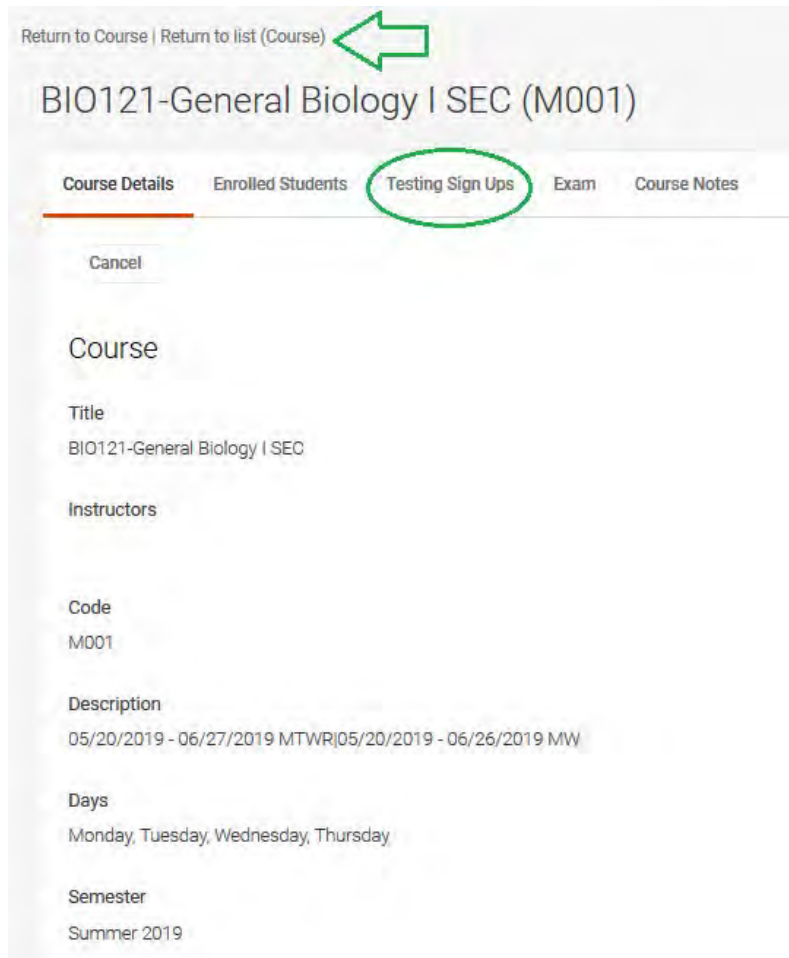 Return to Course | Return to list (Course)
BIO121-General Biology I SEC (M001)
Course Details Enrolled Students Testing Sign Ups Exam Course Notes
Cancel
Course
Title
BIO121-General Biology I SEC
Instructors
Code
M001
Description
05/20/2019 - 06/27/2019 MTWR|05/20/2019 - 06/26/2019 MW
Days
Monday, Tuesday, Wednesday, Thursday
Semester
Summer 2019